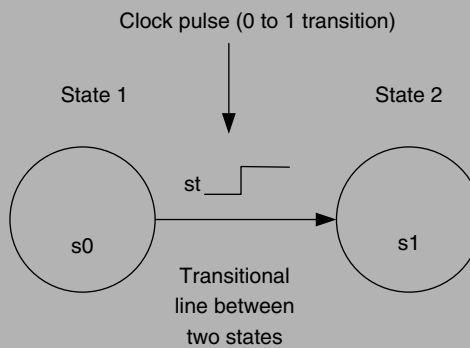 Clock pulse (0 to 1 transition)
State 1
State 2
st
s0
s1
Transitional
line between
two states